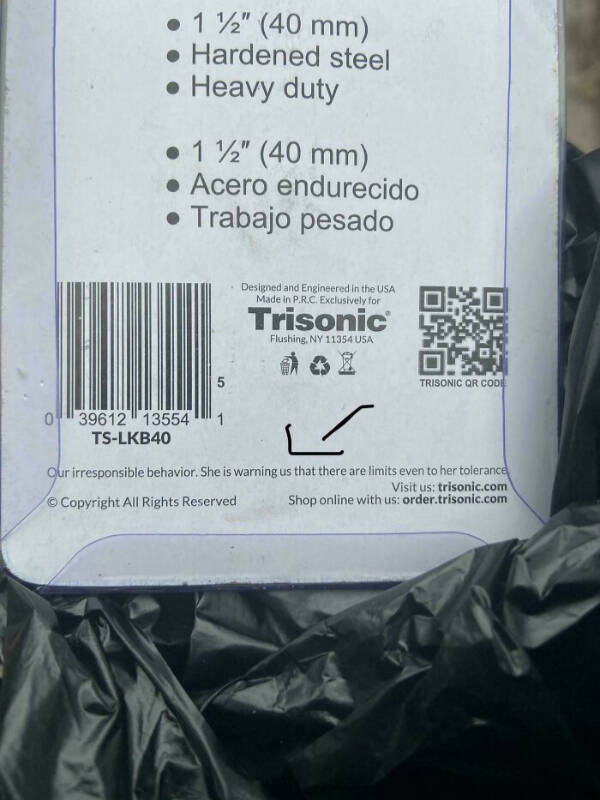 • 1 ½" (40 mm)
• Hardened steel
• Heavy duty
• 1 ½" (40 mm)
• Acero endurecido
• Trabajo pesado
Designed and Engineered in the USA
Made in P.R.C. Exclusively for
Trisonic®
Flushing, NY 11354 USA
TRISONIC QR CODE
5
0 39612 13554 1
TS-LKB40
Our irresponsible behavior. She is warning us that there are limits even to her tolerance.
Visit us: trisonic.com
© Copyright All Rights Reserved
Shop online with us: order.trisonic.com